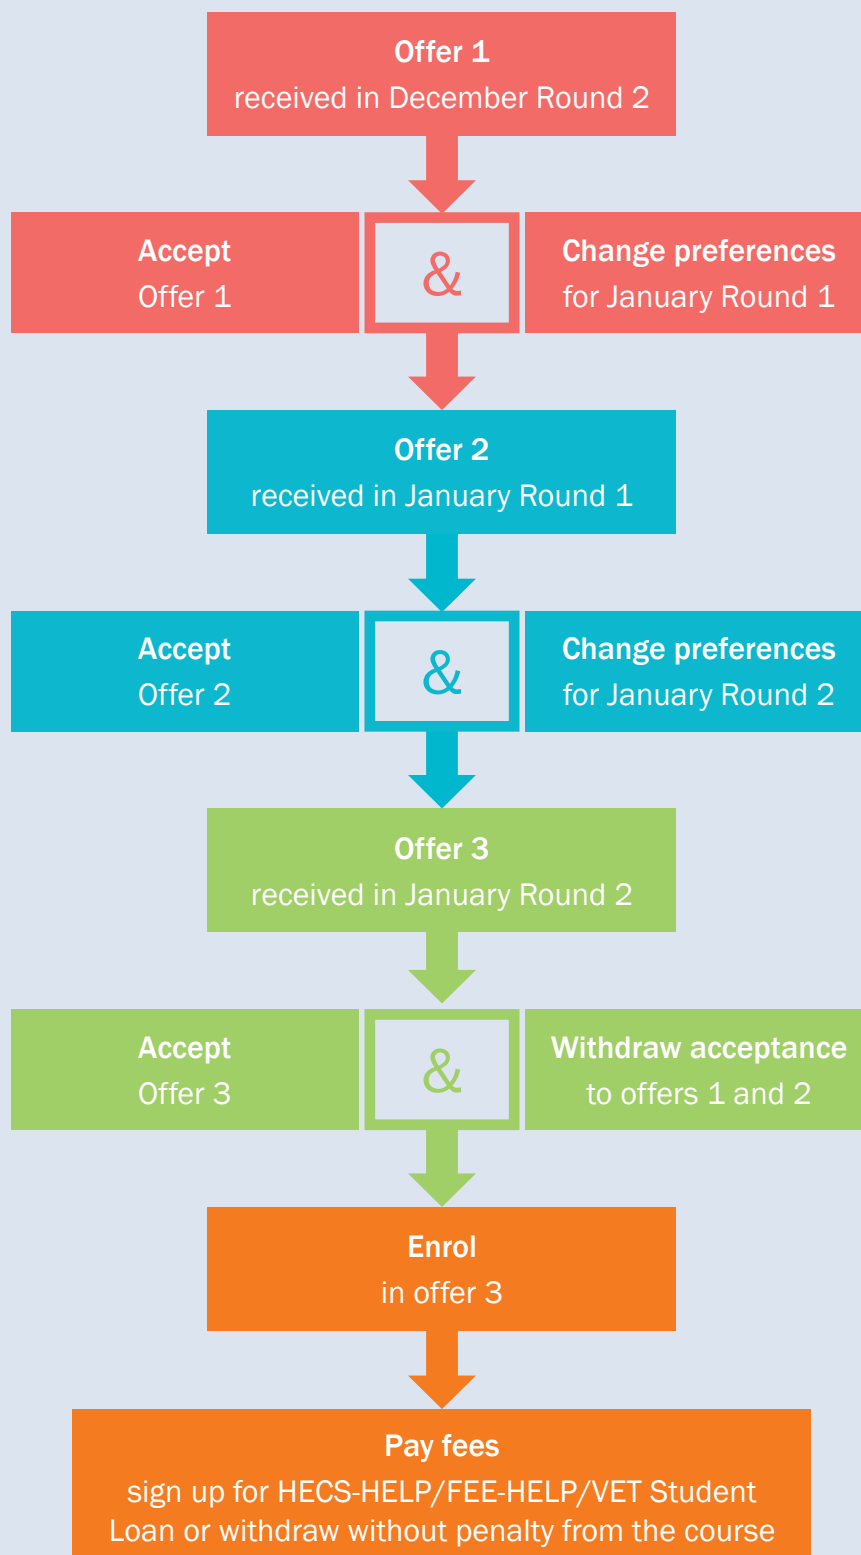 Offer 1
received in December Round 2
Accept
Offer 1
&
Change preferences
for January Round 1
Offer 2
received in January Round 1
Accept
Offer 2
&
Change preferences
for January Round 2
Offer 3
received in January Round 2
Accept
Offer 3
&
Withdraw acceptance
to offers 1 and 2
Enrol
in offer 3
Pay fees
sign up for HECS-HELP/FEE-HELP/VET Student
Loan or withdraw without penalty from the course